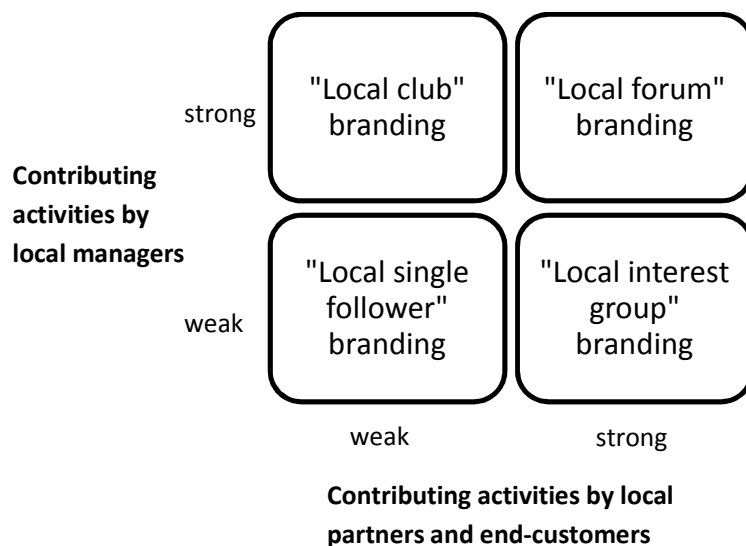 "Local club"
branding
"Local forum"
branding
strong
Contributing
activities by
local managers
"Local single
follower"
branding
"Local interest
group"
branding
weak
weak
strong
Contributing activities by local
partners and end-customers